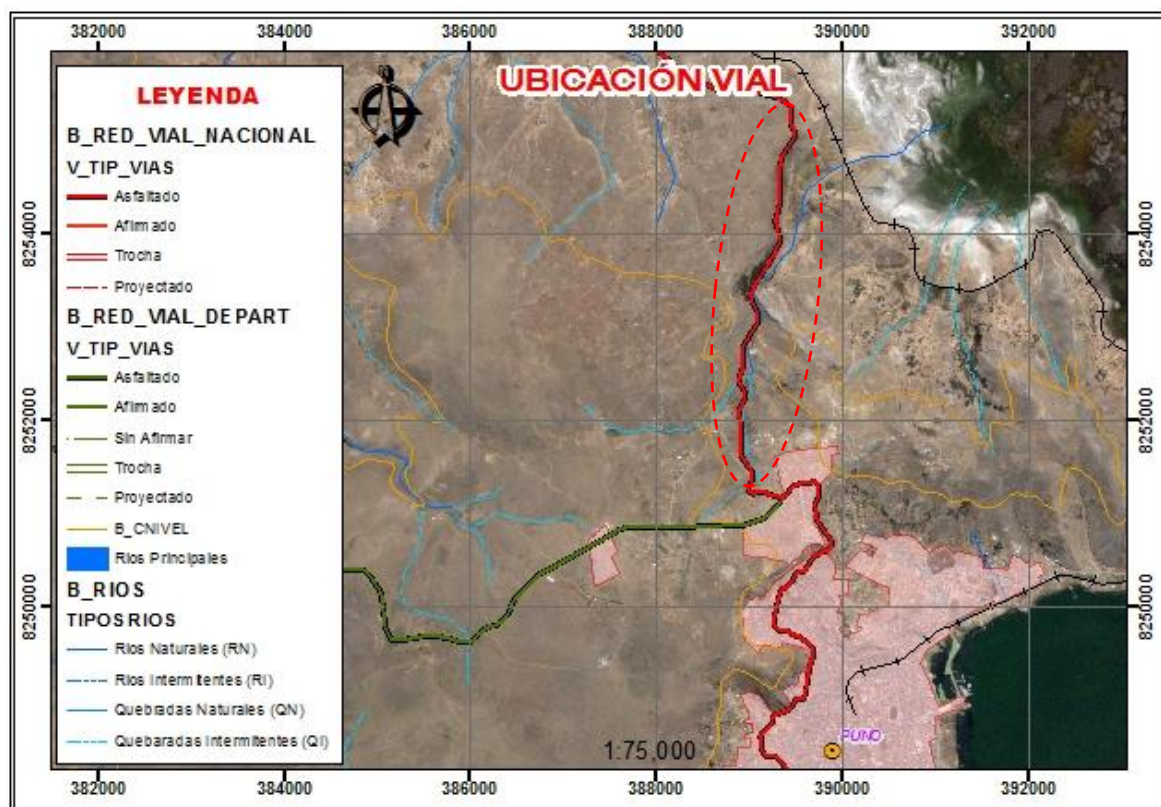 382000 384000 386000 388000 390000 392000
UBICACIÓN VIAL
LEYENDA
B_RED_VIAL_NACIONAL
V_TIP_VIAS
Asfaltado
Afirmado
Trocha
Proyectado
B_RED_VIAL_DEPART
V_TIP_VIAS
Asfaltado
Afirmado
Sin Afirmar
Trocha
Proyectado
B_CNIVEL
Rios Principales
B_RIOS
TIPOS RIOS
Rios Naturales (RN)
Rios Intermitentes (RI)
Quebradas Naturales (QN)
Quebaradas Intermitentes (QI)
8254000
8252000
8250000
8254000
8252000
8250000
PUNO
1:75,000
382000 384000 386000 388000 390000 392000